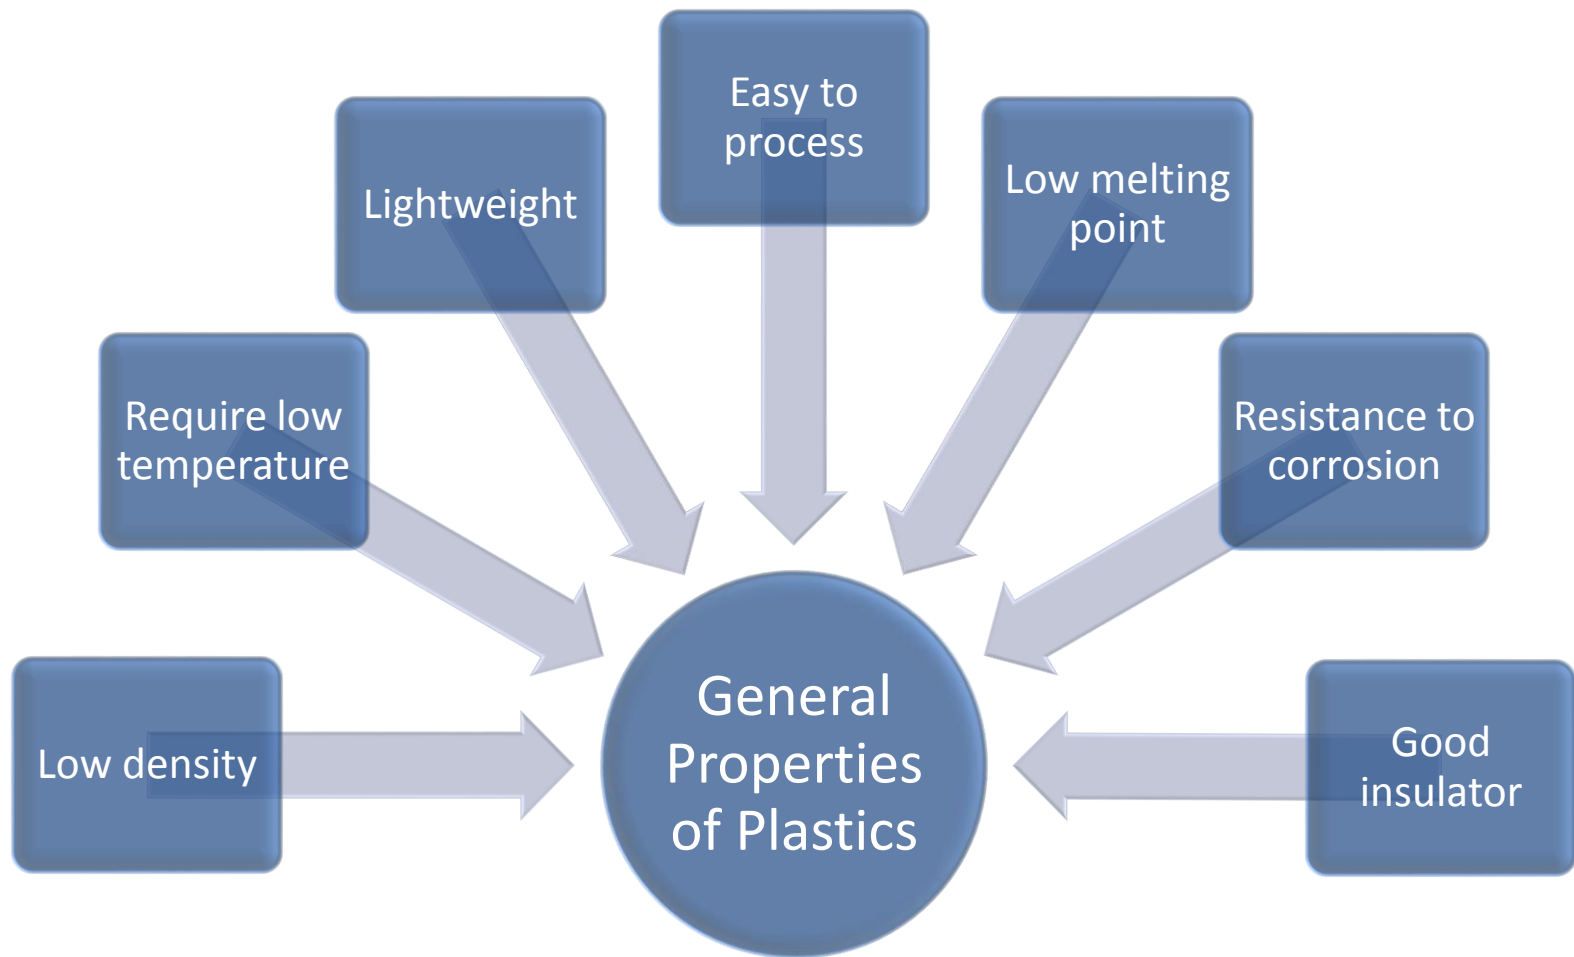 Easy to
process
Lightweight
Low melting
point
Require low
temperature
Resistance to
corrosion
Low density
General
Properties
of Plastics
Good
insulator